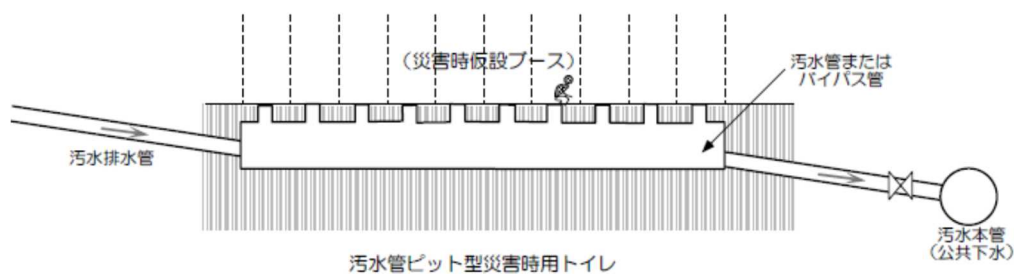 （災害時仮設ブース）
汚水管または
バイパス管
汚水排水管
汚水本管
（公共下水）
汚水管ピット型災害時用トイレ